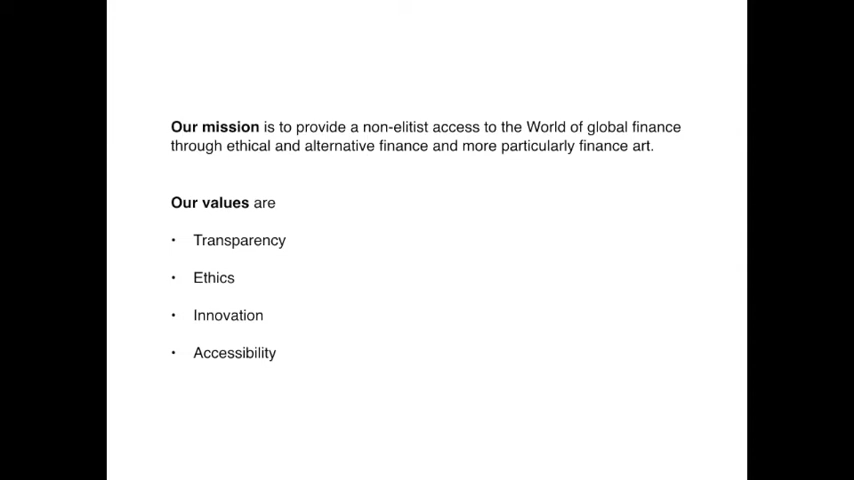 Our mission is to provide a non-elitist access to the World of global finance
through ethical and alternative finance and more particularly finance art.
Our values are
• Transparency
• Ethics
• Innovation
• Accessibility